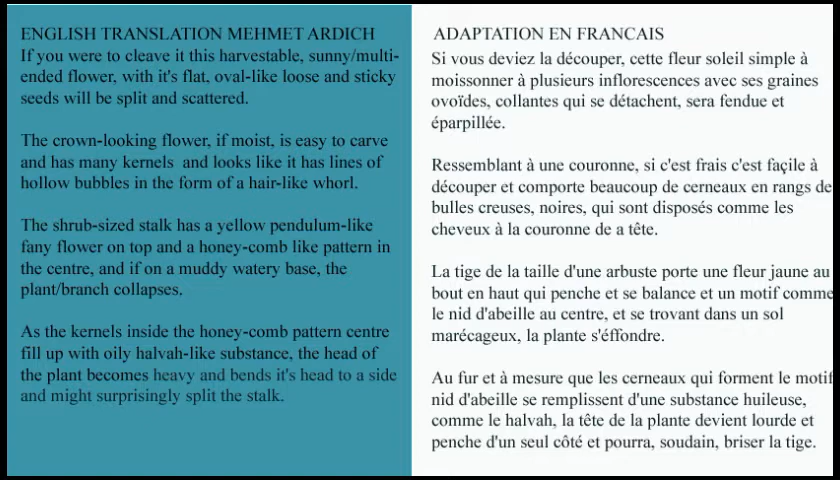 ENGLISH TRANSLATION MEHMET ARDICH
If you were to cleave it this harvestable, sunny/multi-
ended flower, with it's flat, oval-like loose and sticky
seeds will be split and scattered.
The crown-looking flower, if moist, is easy to carve
and has many kernels and looks like it has lines of
hollow bubbles in the form of a hair-like whorl.
The shrub-sized stalk has a yellow pendulum-like
fany flower on top and a honey-comb like pattern in
the centre, and if on a muddy watery base, the
plant/branch collapses.
As the kernels inside the honey-comb pattern centre
fill up with oily halvah-like substance, the head of
the plant becomes heavy and bends it's head to a side
and might surprisingly split the stalk.
ADAPTATION EN FRANCAIS
Si vous deviez la découper, cette fleur soleil simple à
moissonner à plusieurs inflorescences avec ses graines
ovoïdes, collantes qui se détachent, sera fendue et
éparpillée.
Ressemblant à une couronne, si c'est frais c'est façile à
découper et comporte beaucoup de cerneaux en rangs de
bulles creuses, noires, qui sont disposés comme les
cheveux à la couronne de a tête.
La tige de la taille d'une arbuste porte une fleur jaune au
bout en haut qui penche et se balance et un motif comme
le nid d'abeille au centre, et se trovant dans un sol
marécageux, la plante s'éffondre.
Au fur et à mesure que les cerneaux qui forment le motif
nid d'abeille se remplissent d'une substance huileuse,
comme le halvah, la tête de la plante devient lourde et
penche d'un seul côté et pourra, soudain, briser la tige.